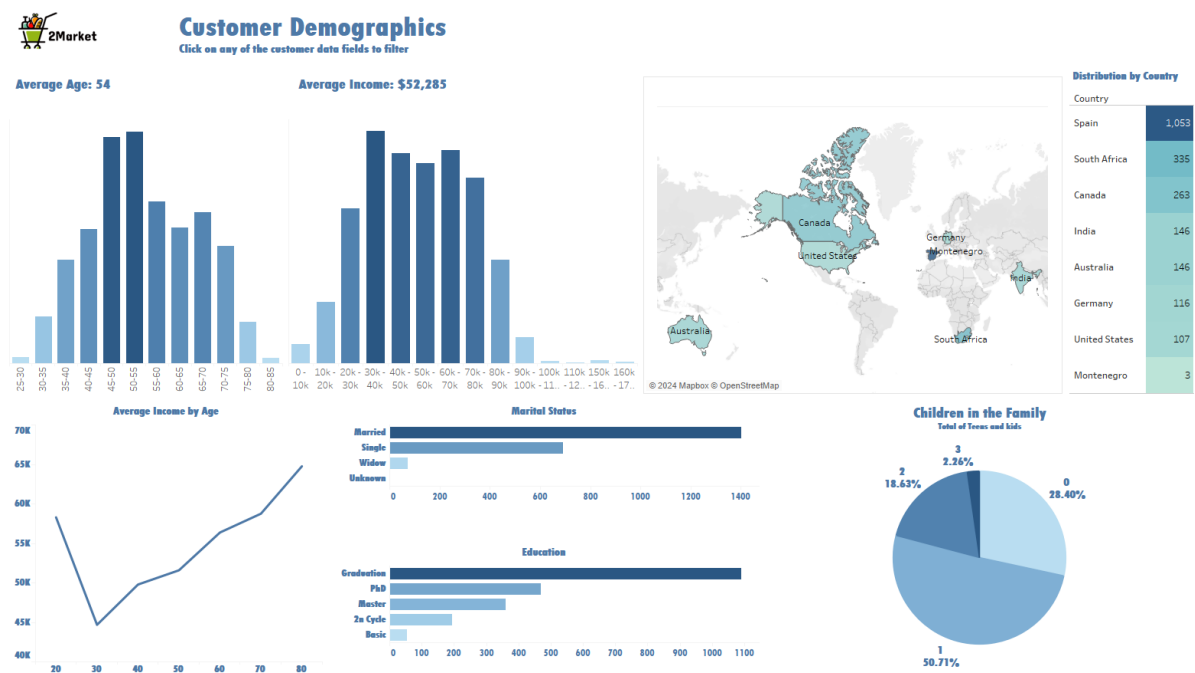 2Market
Customer Demographics
Click on any of the customer data fields to filter
Average Age: 54
25-30
30-35
35-40
40-45
45-50
50-55
55-60
60-65
65-70
70-75
75-80
80-85
Average Income: $52,285
0 - 10k
10k - 20k
20k - 30k
30k - 40k
40k - 50k
50k - 60k
60k - 70k
70k - 80k
80k - 90k
90k - 100k
100k - 11..
110k - 12..
150k - 16..
160k - 17..
Canada
United States
Germany
Montenegro
India
Australia
South Africa
© 2024 Mapbox © OpenStreetMap
Distribution by Country
Country
Spain 1,053
South Africa 335
Canada 263
India 146
Australia 146
Germany 116
United States 107
Montenegro 3
Average Income by Age
70K
65K
60K
55K
50K
45K
40K
20 30 40 50 60 70 80
Marital Status
Married
Single
Widow
Unknown
0 200 400 600 800 1000 1200 1400
Education
Graduation
PhD
Master
2n Cycle
Basic
0 100 200 300 400 500 600 700 800 900 1000 1100
Children in the Family
Total of Teens and kids
3
2.26%
2
18.63%
0
28.40%
1
50.71%